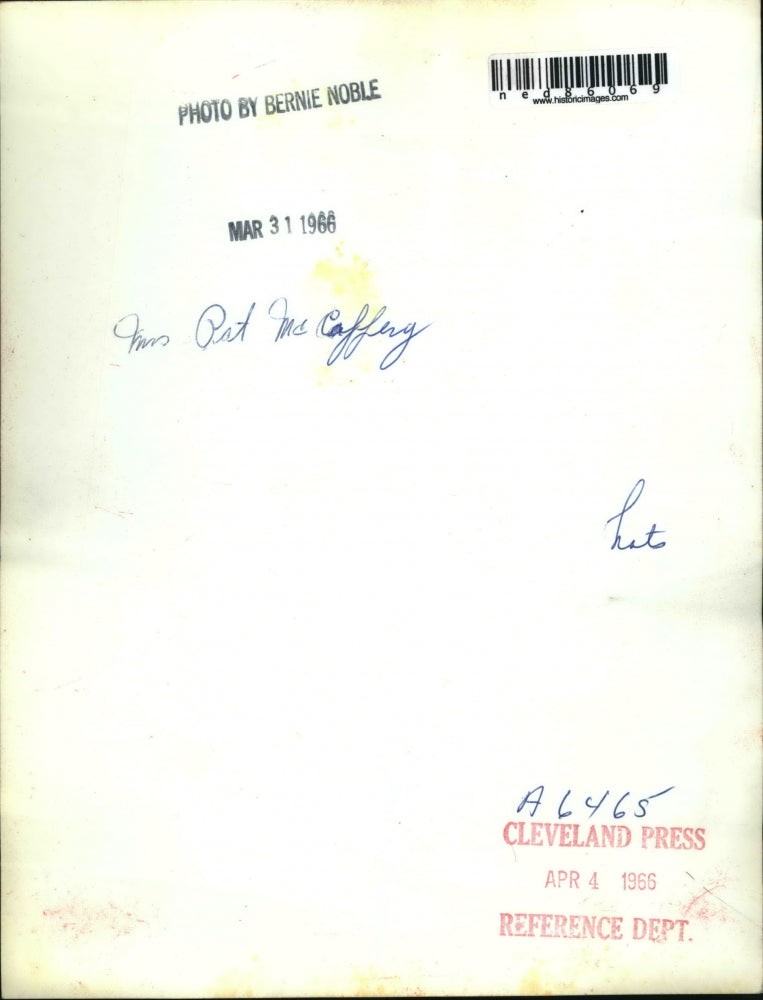 PHOTO BY BERNIE NOBLE
ned86069
www.historicimages.com
MAR 31 1966
Mrs Pat McCaffery
hats
A6465
CLEVELAND PRESS
APR 4 1966
REFERENCE DEPT.